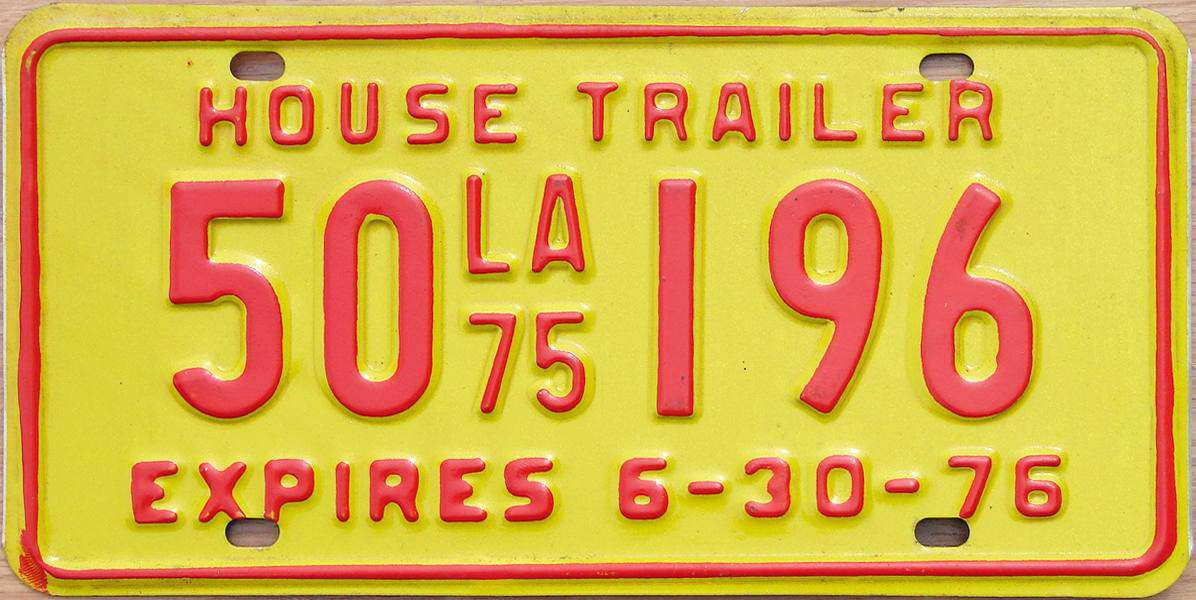 HOUSE TRAILER
50 LA 75 196
EXPIRES 6-30-76